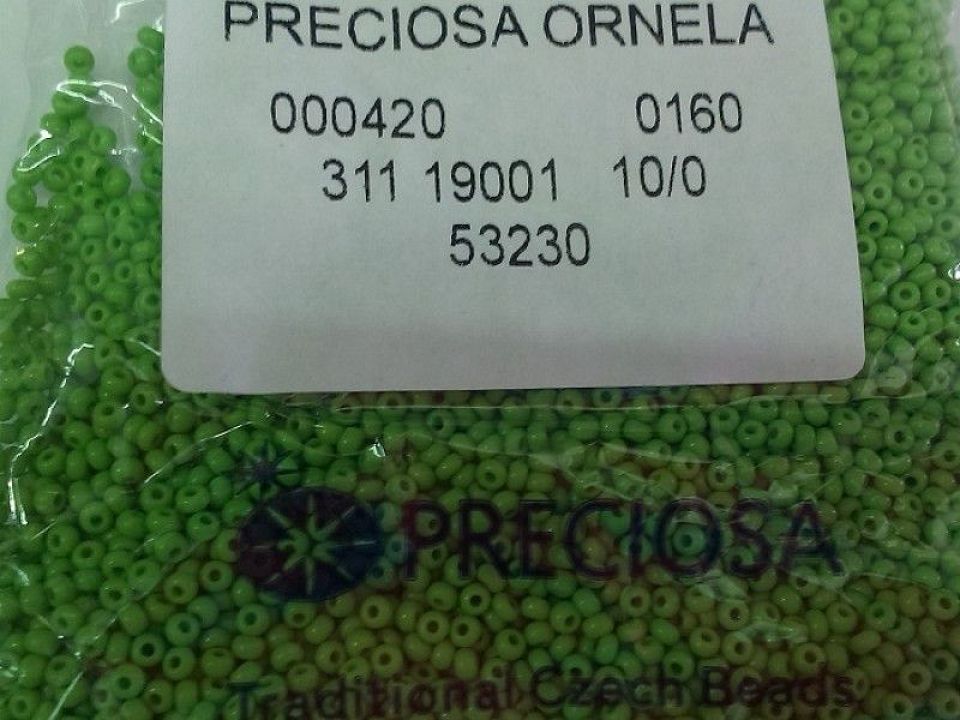 PRECIOSA ORNELA
000420 0160
311 19001 10/0
53230
PRECIOSA
Traditional Czech Beads